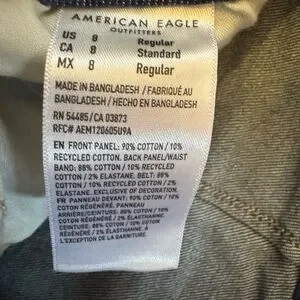 AMERICAN EAGLE
OUTFITTERS
US 8 Regular
CA 8 Standard
MX 8 Regular
MADE IN BANGLADESH / FABRIQUÉ AU
BANGLADESH / HECHO EN BANGLADESH
RN 54485/CA 03873
RFC# AEM120605U9A
EN FRONT PANEL: 90% COTTON / 10%
RECYCLED COTTON. BACK PANEL/WAIST
BAND: 88% COTTON / 10% RECYCLED
COTTON / 2% ELASTANE. BELT: 88%
COTTON / 10% RECYCLED COTTON / 2%
ELASTANE. EXCLUSIVE OF DECORATION.
FR PANNEAU DEVANT: 90% COTON / 10%
COTON RÉGÉNÉRÉ. PANNEAU
ARRIÈRE/CEINTURE: 88% COTON / 10%
COTON RÉGÉNÉRÉ / 2% ÉLASTHANNE.
CEINTURE: 88% COTON / 10% COTON
RÉGÉNÉRÉ / 2% ÉLASTHANNE. À
L'EXCEPTION DE LA GARNITURE.